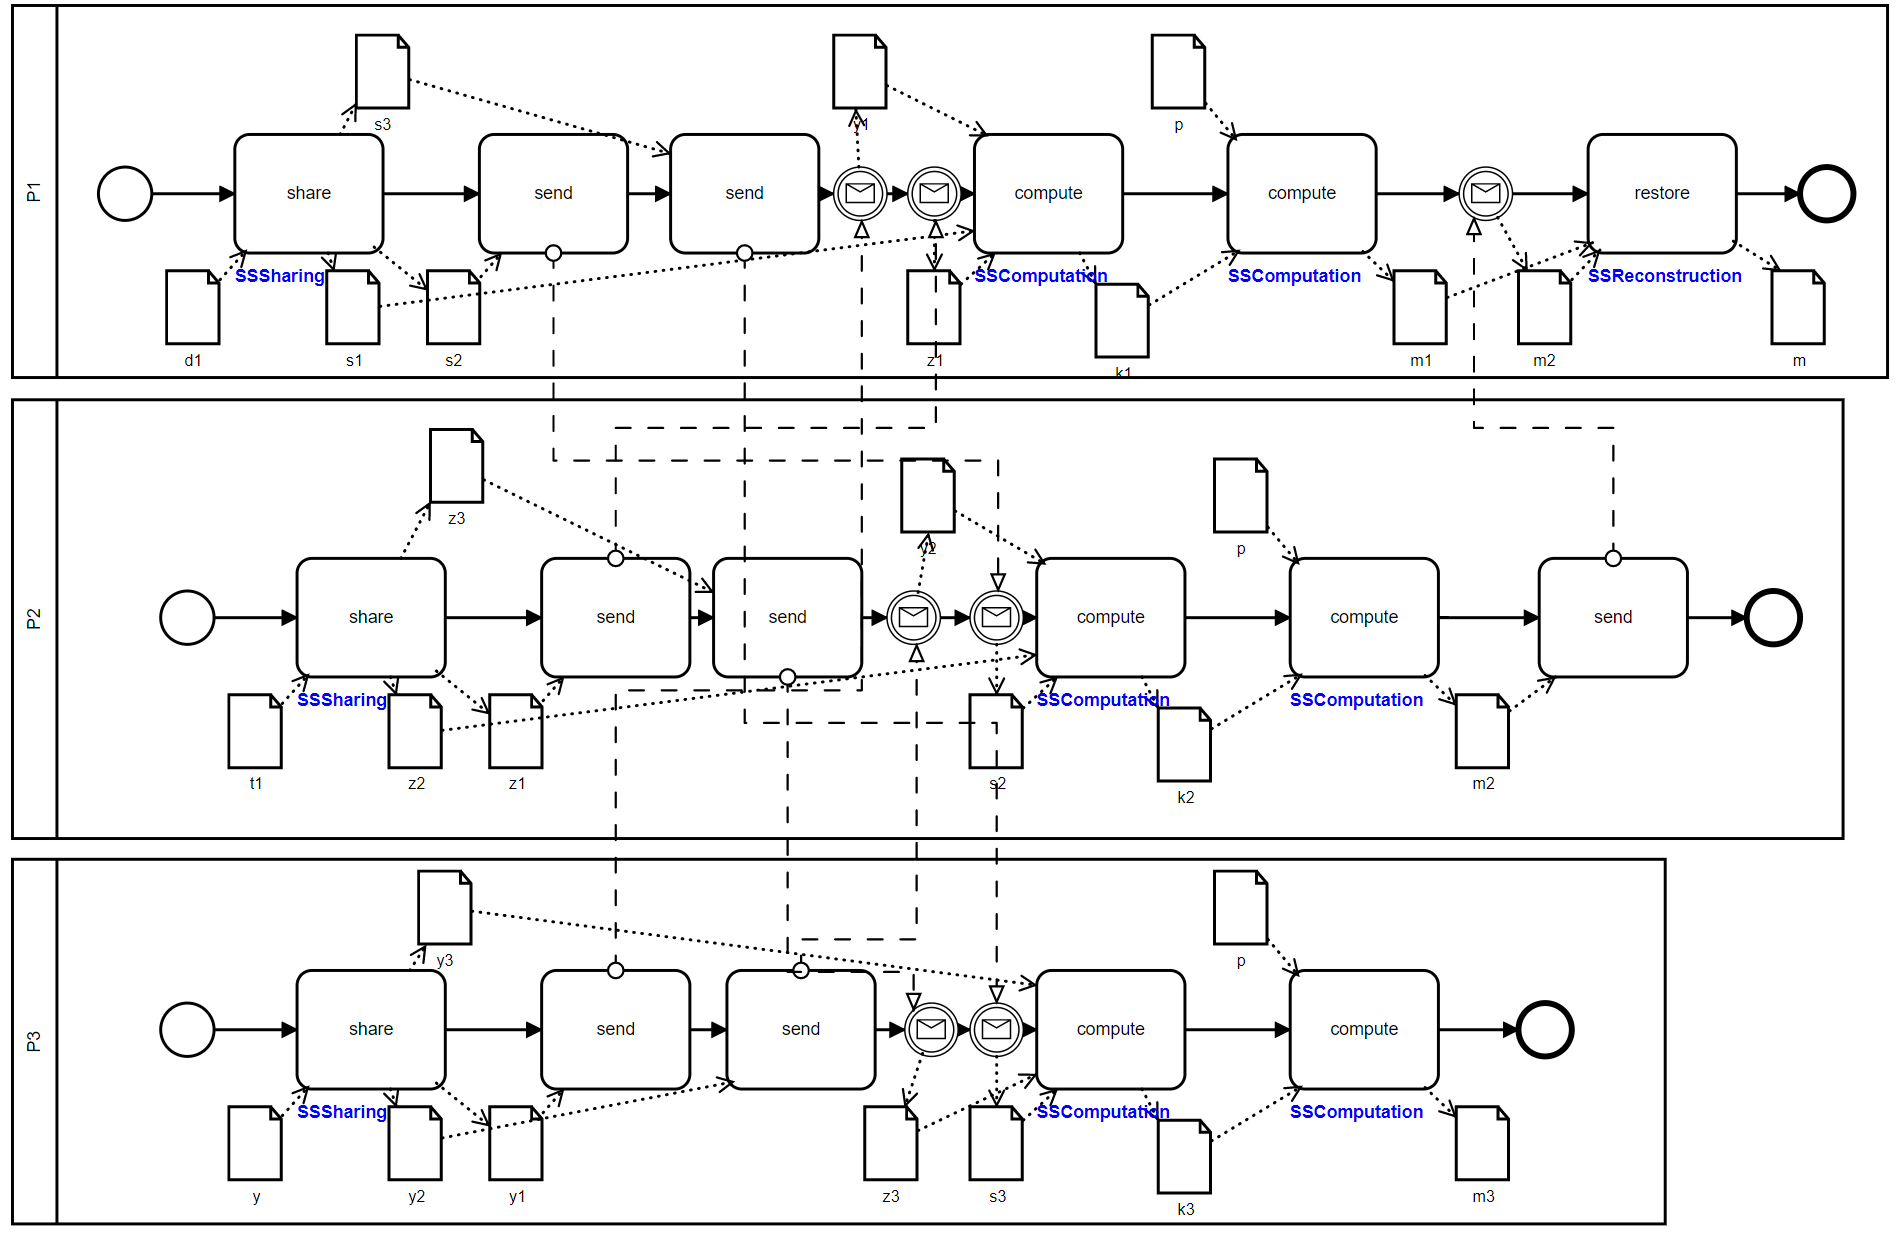 P1
s3
y1
p
share
send
send
compute
compute
restore
SSSharing
SSComputation
SSComputation
SSReconstruction
d1
s1
s2
z1
k1
m1
m2
m
P2
z3
y2
p
share
send
send
compute
compute
send
SSSharing
SSComputation
SSComputation
t1
z2
z1
s2
k2
m2
P3
y3
p
share
send
send
compute
compute
SSSharing
SSComputation
SSComputation
y
y2
y1
z3
s3
k3
m3